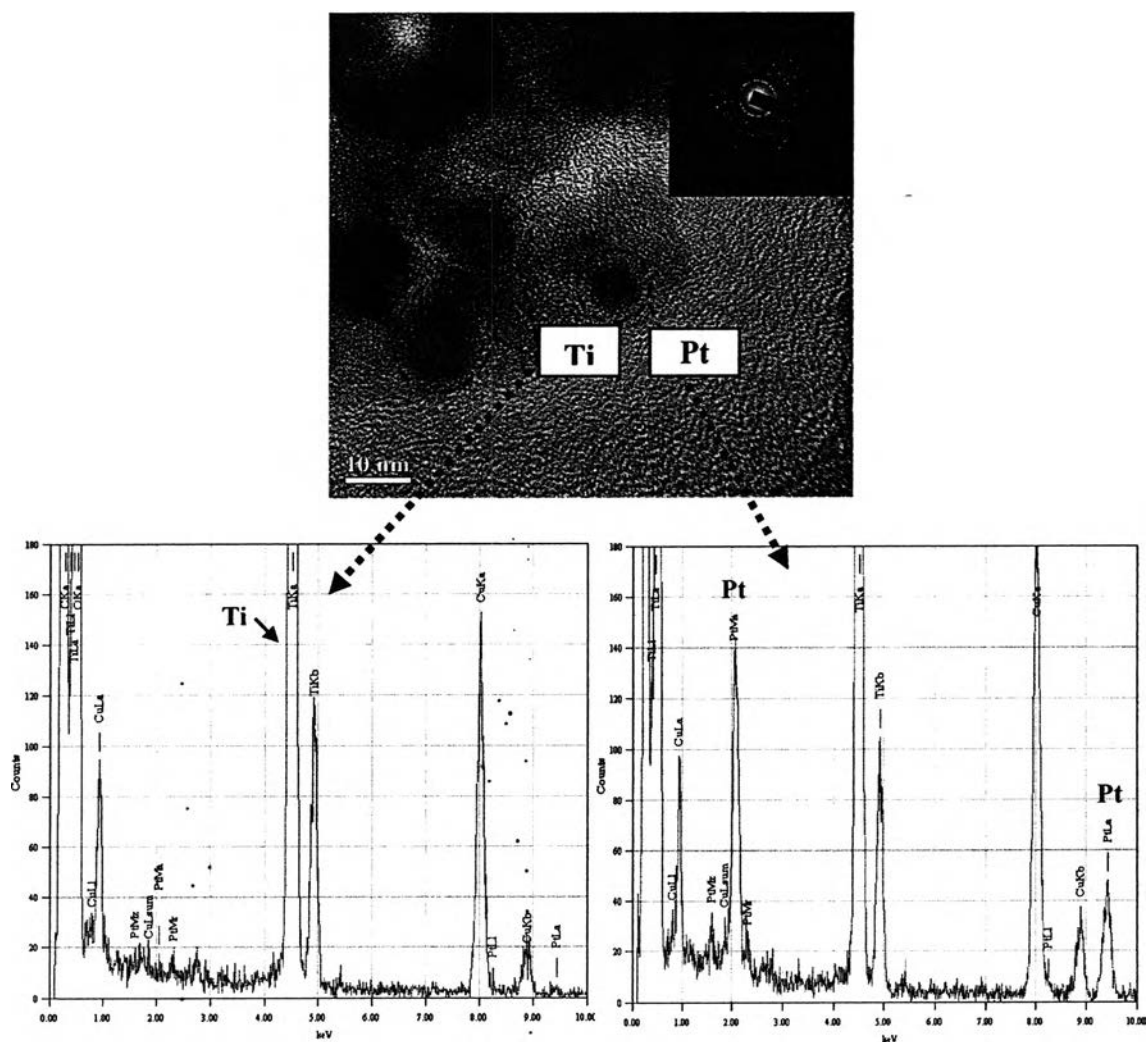 Ti
Pt
10 nm
180
160
140
120
100
80
60
40
20
0
Counts
CKa
TiLl
TiLa
OKa
CuLl
CuLa
PtMz
CuLsum
PtMa
PtMr
Ti
TiKa
TiKb
CuKa
PtLl
CuKb
PtLa
0.00
1.00
2.00
3.00
4.00
5.00
6.00
7.00
8.00
9.00
10.00
keV
180
160
140
120
100
80
60
40
20
0
Counts
TiLl
TiLa
CuLl
CuLa
PtMz
CuLsum
Pt
PtMa
PtMr
TiKa
TiKb
CuKa
PtLl
CuKb
Pt
PtLa
0.00
1.00
2.00
3.00
4.00
5.00
6.00
7.00
8.00
9.00
10.00
keV